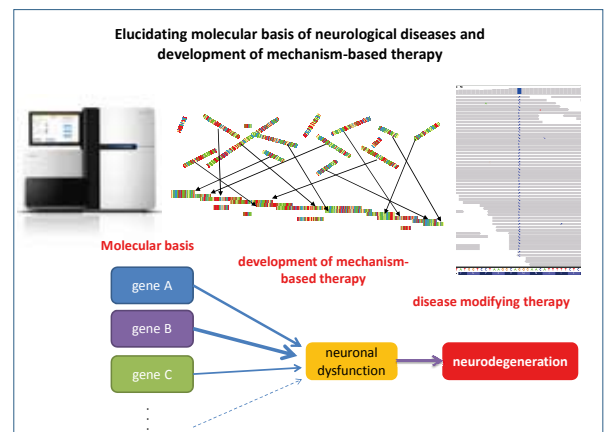 Elucidating molecular basis of neurological diseases and
development of mechanism-based therapy
Molecular basis
development of mechanism-
based therapy
disease modifying therapy
gene A
gene B
gene C
neuronal
dysfunction
neurodegeneration